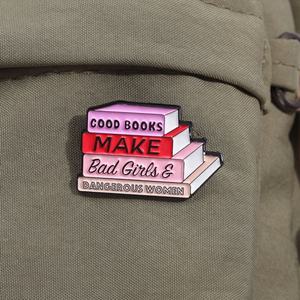 GOOD BOOKS
MAKE
Bad Girls &
DANGEROUS WOMEN